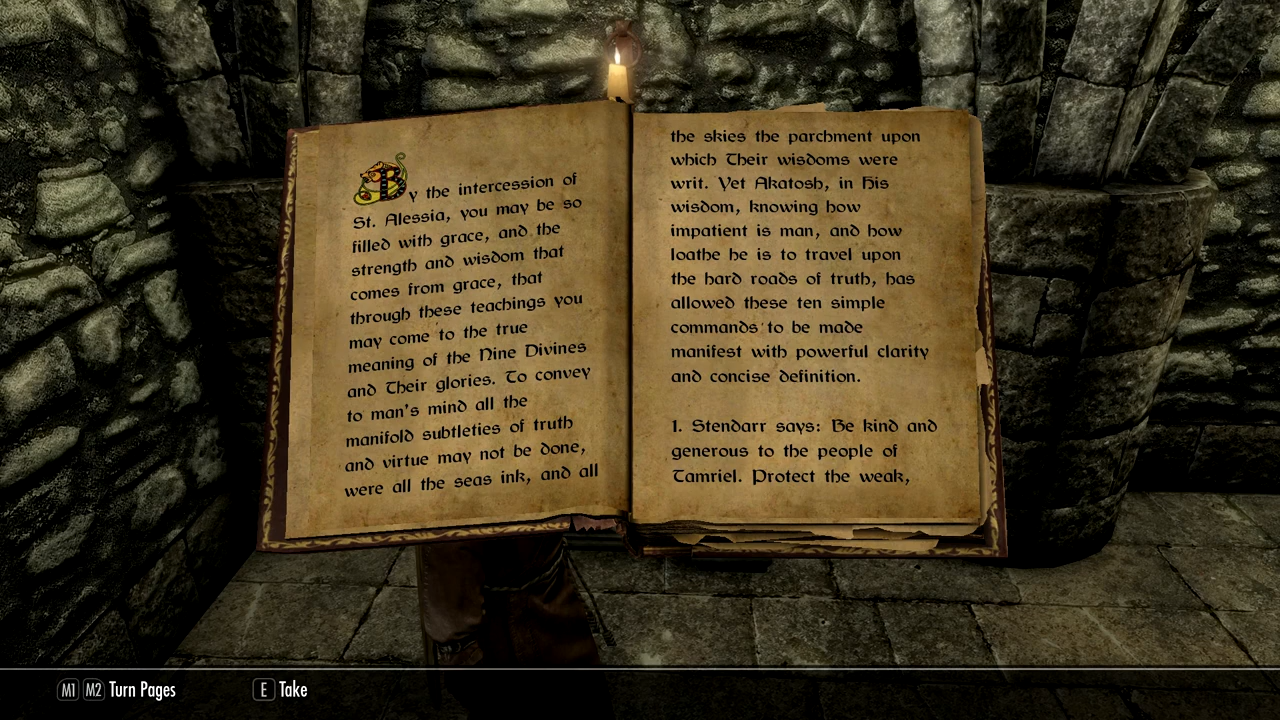 By the intercession of
St. Alessia, you may be so
filled with grace, and the
strength and wisdom that
comes from grace, that
through these teachings you
may come to the true
meaning of the Nine Divines
and Their glories. To convey
to man's mind all the
manifold subtleties of truth
and virtue may not be done,
were all the seas ink, and all
the skies the parchment upon
which Their wisdoms were
writ. Yet Akatosh, in His
wisdom, knowing how
impatient is man, and how
loathe he is to travel upon
the hard roads of truth, has
allowed these ten simple
commands to be made
manifest with powerful clarity
and concise definition.
1. Stendarr says: Be kind and
generous to the people of
Tamriel. Protect the weak,
M1 M2 Turn Pages
E Take